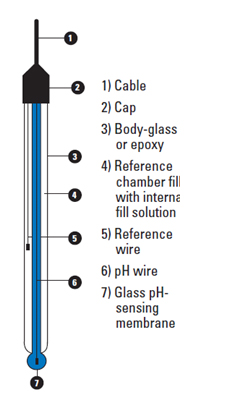 1
2
3
4
5
6
7
1) Cable
2) Cap
3) Body-glass
or epoxy
4) Reference
chamber fil
with interna
fill solution
5) Reference
wire
6) pH wire
7) Glass pH-
sensing
membrane